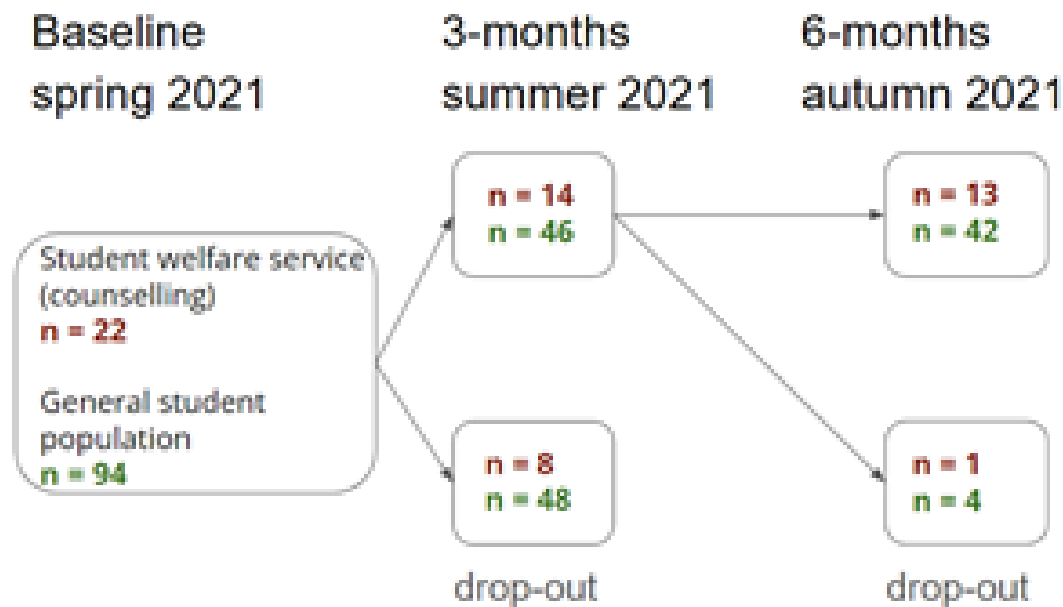 Baseline
spring 2021
3-months
summer 2021
6-months
autumn 2021
Student welfare service
(counselling)
n = 22
General student
population
n = 94
n = 14
n = 46
n = 8
n = 48
drop-out
n = 13
n = 42
n = 1
n = 4
drop-out